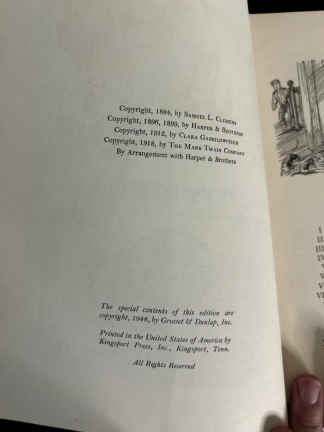 Copyright, 1884, by Samuel L. Clemens
Copyright, 1896, 1899, by Harper & Brothers
Copyright, 1912, by Clara Gabrilowitsch
Copyright, 1918, by The Mark Twain Company
By Arrangement with Harper & Brothers
The special contents of this edition are
copyright, 1948, by Grosset & Dunlap, Inc.
Printed in the United States of America by
Kingsport Press, Inc., Kingsport, Tenn.
All Rights Reserved
I
II
III